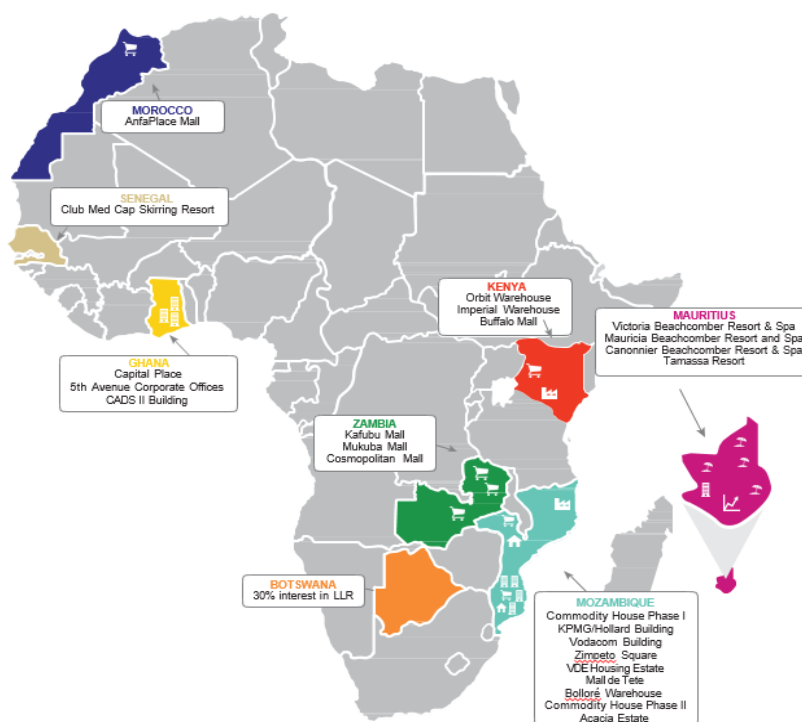 MOROCCO
AnfaPlace Mall
SENEGAL
Club Med Cap Skirring Resort
GHANA
Capital Place
5th Avenue Corporate Offices
CADS II Building
KENYA
Orbit Warehouse
Imperial Warehouse
Buffalo Mall
MAURITIUS
Victoria Beachcomber Resort & Spa
Mauricia Beachcomber Resort and Spa
Canonnier Beachcomber Resort & Spa
Tamassa Resort
ZAMBIA
Kafubu Mall
Mukuba Mall
Cosmopolitan Mall
BOTSWANA
30% interest in LLR
MOZAMBIQUE
Commodity House Phase I
KPMG/Hollard Building
Vodacom Building
Zimpeto Square
VDE Housing Estate
Mall de Tete
Bolloré Warehouse
Commodity House Phase II
Acacia Estate